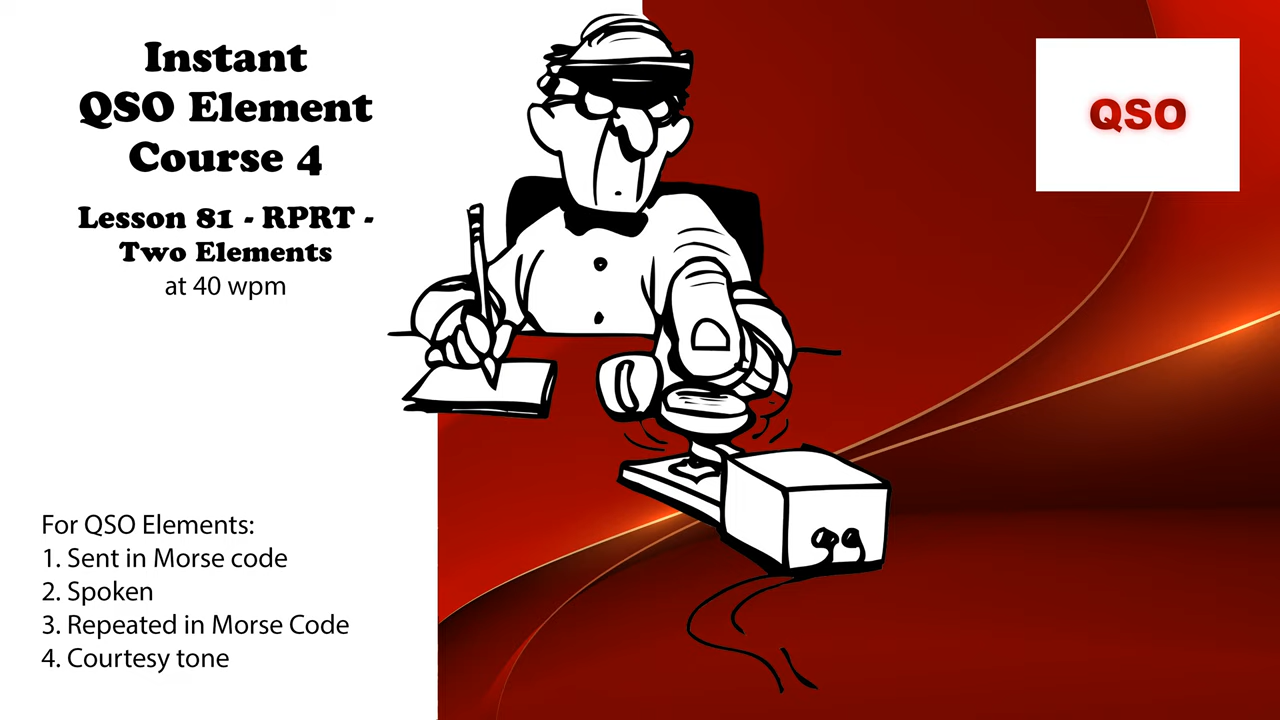 Instant
QSO Element
Course 4
Lesson 81 - RPRT -
Two Elements
at 40 wpm
QSO
For QSO Elements:
1. Sent in Morse code
2. Spoken
3. Repeated in Morse Code
4. Courtesy tone